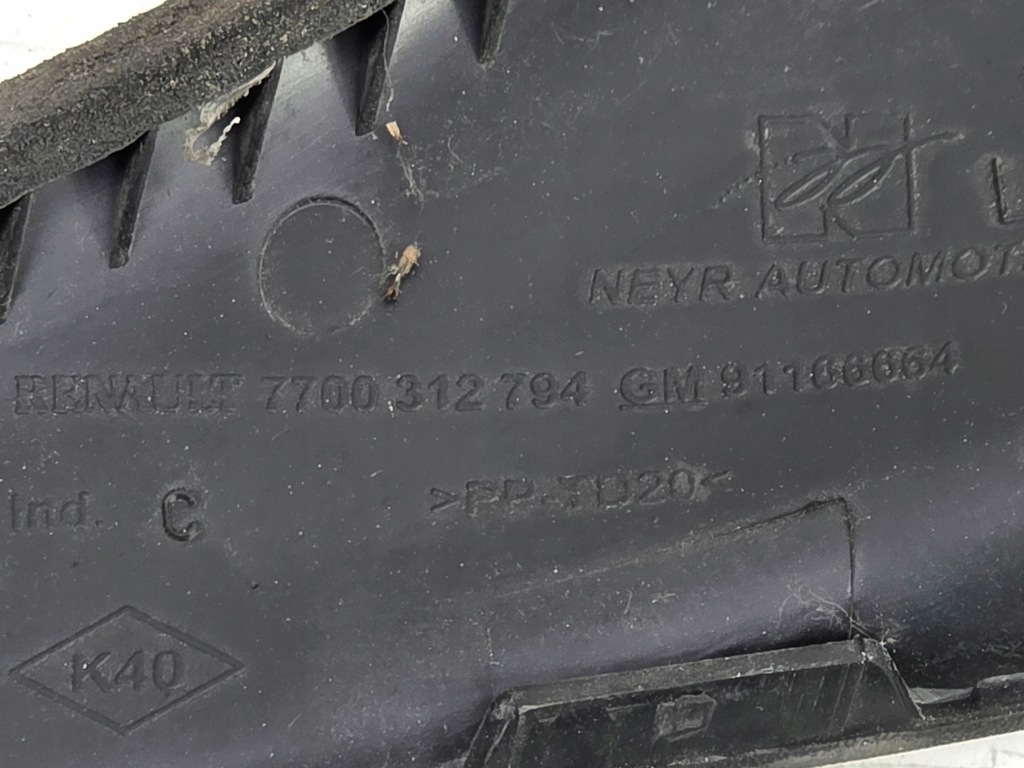 NEYR AUTOMOT
RENAULT 7700 312 794 GM 91166664
Ind. C >PP-TD20<
K40